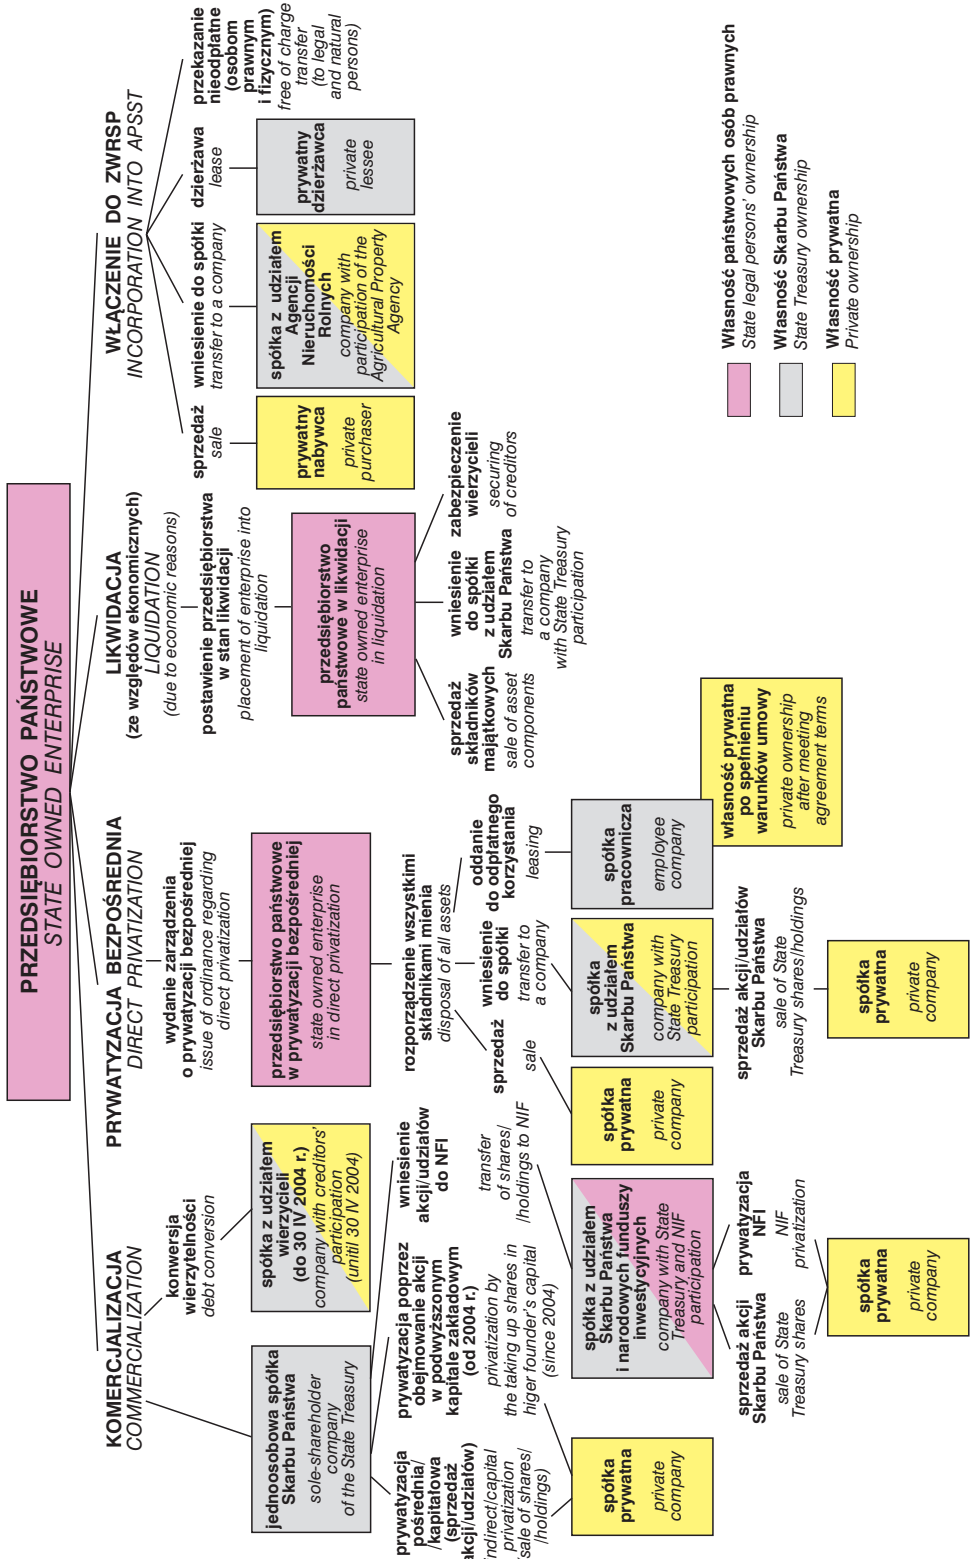 PRZEDSIĘBIORSTWO PAŃSTWOWE
STATE OWNED ENTERPRISE
KOMERCJALIZACJA
COMMERCIALIZATION
jednoosobowa spółka
Skarbu Państwa
sole-shareholder
company
of the State Treasury
konwersja
wierzytelności
debt conversion
spółka z udziałem
wierzycieli
(do 30 IV 2004 r.)
company with creditors'
participation
(unitil 30 IV 2004)
prywatyzacja
pośrednia/
/kapitałowa
(sprzedaż
akcji/udziałów)
indirect/capital
privatization
(sale of shares/
/holdings)
prywatyzacja poprzez
obejmowanie akcji
w podwyższonym
kapitale zakładowym
(od 2004 r.)
privatization by
the taking up shares in
higer founder's capital
(since 2004)
wniesienie
akcji/udziałów
do NFI
transfer
of shares/
/holdings to NIF
spółka
prywatna
private
company
spółka z udziałem
Skarbu Państwa
i narodowych funduszy
inwestycyjnych
company with State
Treasury and NIF
participation
sprzedaż akcji
Skarbu Państwa
sale of State
Treasury shares
prywatyzacja
NFI
NIF
privatization
spółka
prywatna
private
company
PRYWATYZACJA BEZPOŚREDNIA
DIRECT PRIVATIZATION
wydanie zarządzenia
o prywatyzacji bezpośredniej
issue of ordinance regarding
direct privatization
przedsiębiorstwo państwowe
w prywatyzacji bezpośredniej
state owned enterprise
in direct privatization
rozporządzenie wszystkimi
składnikami mienia
disposal of all assets
sprzedaż
sale
wniesienie
do spółki
transfer to
a company
oddanie
do odpłatnego
korzystania
leasing
spółka
prywatna
private
company
spółka
z udziałem
Skarbu Państwa
company with
State Treasury
participation
spółka
pracownicza
employee
company
własność prywatna
po spełnieniu
warunków umowy
private ownership
after meeting
agreement terms
sprzedaż akcji/udziałów
Skarbu Państwa
sale of State
Treasury shares/holdings
spółka
prywatna
private
company
LIKWIDACJA
(ze względów ekonomicznych)
LIQUIDATION
(due to economic reasons)
postawienie przedsiębiorstwa
w stan likwidacji
placement of enterprise into
liquidation
przedsiębiorstwo
państwowe w likwidacji
state owned enterprise
in liquidation
sprzedaż
składników
majątkowych
sale of asset
components
wniesienie
do spółki
z udziałem
Skarbu Państwa
transfer to
a company
with State Treasury
participation
zabezpieczenie
wierzycieli
securing
of creditors
WŁĄCZENIE DO ZWRSP
INCORPORATION INTO APSST
sprzedaż
sale
prywatny
nabywca
private
purchaser
wniesienie do spółki
transfer to a company
spółka z udziałem
Agencji
Nieruchomości
Rolnych
company with
participation of the
Agricultural Property
Agency
dzierżawa
lease
prywatny
dzierżawca
private
lessee
przekazanie
nieodpłatne
(osobom
prawnym
i fizycznym)
free of charge
transfer
(to legal
and natural
persons)
Własność państwowych osób prawnych
State legal persons' ownership
Własność Skarbu Państwa
State Treasury ownership
Własność prywatna
Private ownership